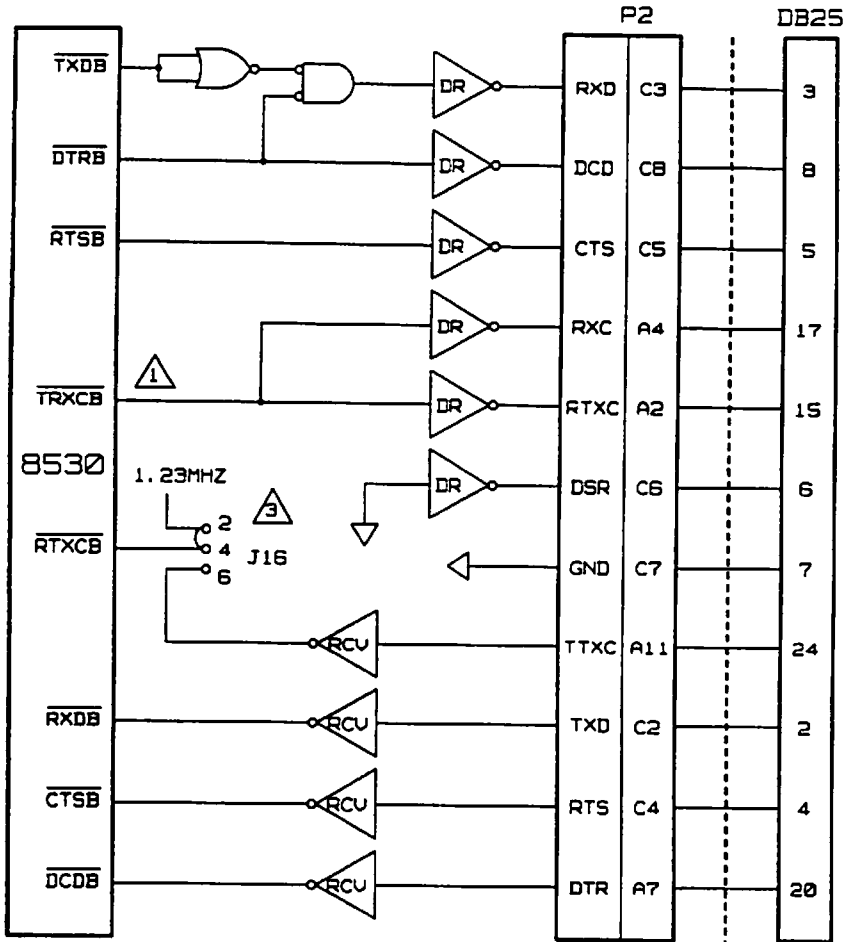 P2 DB25
TXDB DR RXD C3 3
DTRB DR DCD C8 8
RTSB DR CTS C5 5
DR RXC A4 17
1
TRXCB DR RTXC A2 15
8530
1.23MHZ 3 DR DSR C6 6
2
RTXCB 4 J16
6 GND C7 7
RCV TTXC A11 24
RXDB RCV TXD C2 2
CTSB RCV RTS C4 4
DCDB RCV DTR A7 20